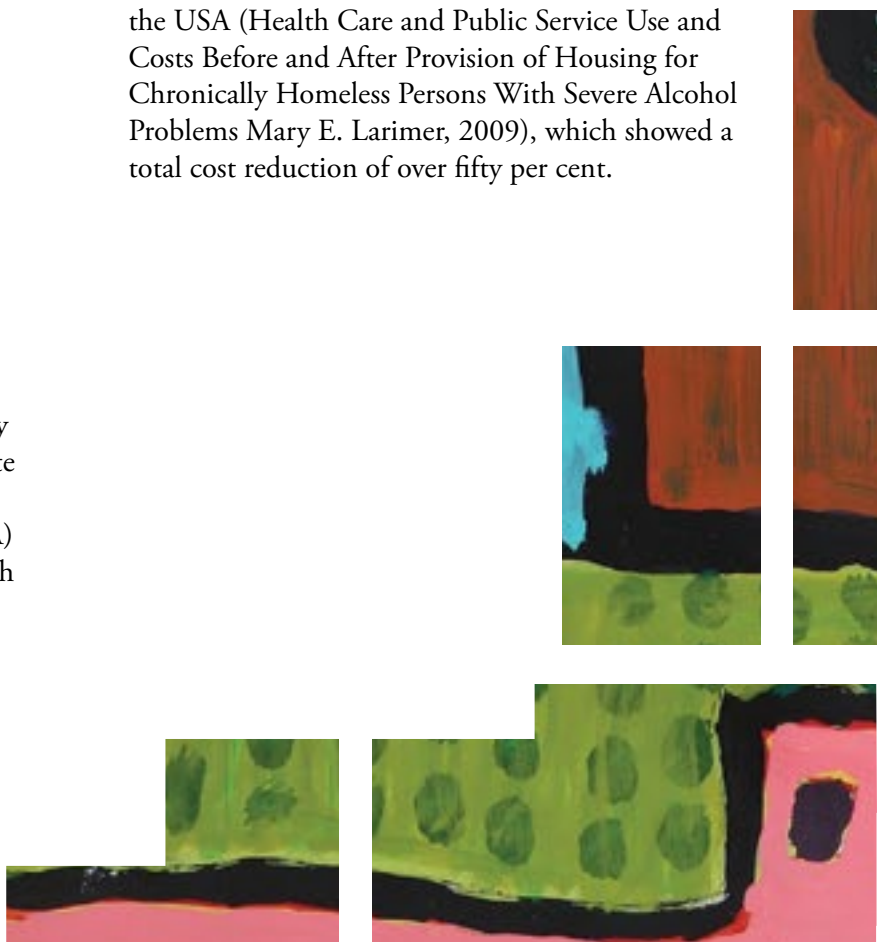 the USA (Health Care and Public Service Use and
Costs Before and After Provision of Housing for
Chronically Homeless Persons With Severe Alcohol
Problems Mary E. Larimer, 2009), which showed a
total cost reduction of over fifty per cent.